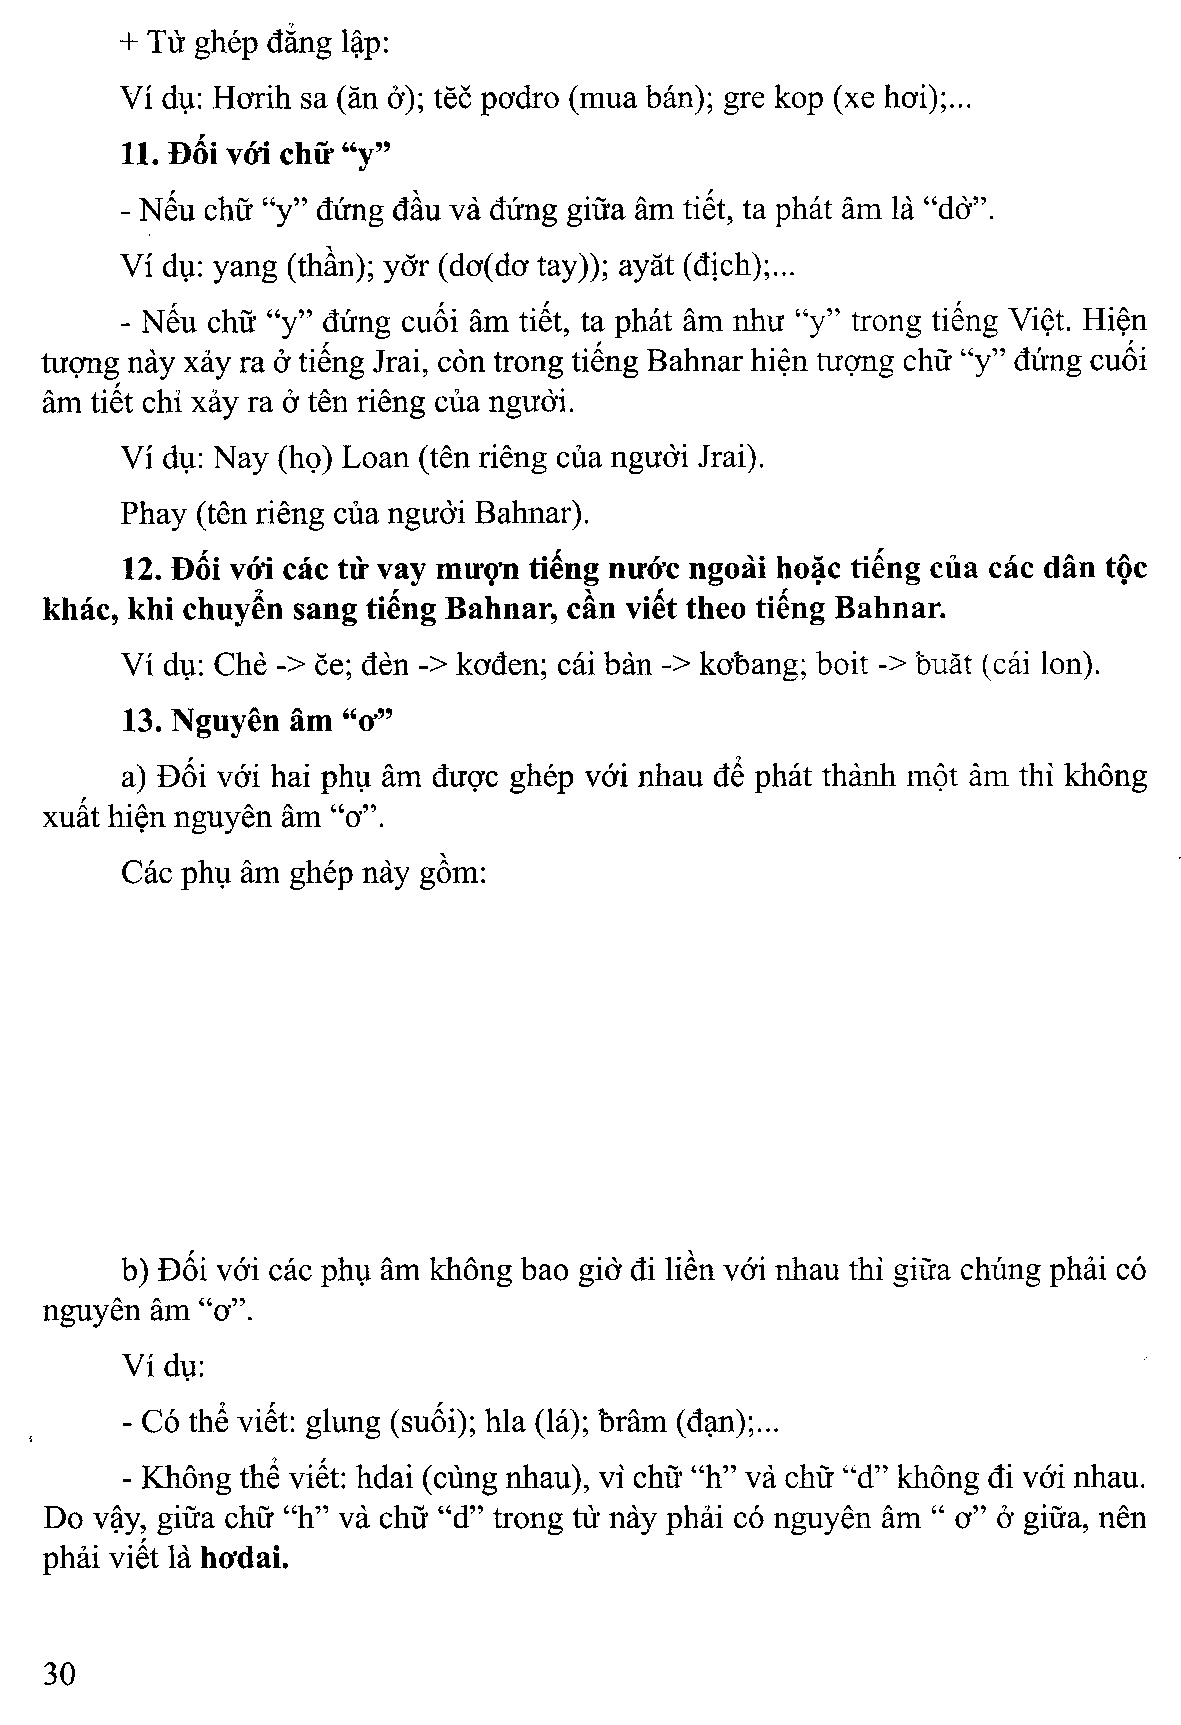 + Từ ghép đẳng lập:
Ví dụ: Hơrih sa (ăn ở); tĕč pơdro (mua bán); gre kop (xe hơi);...
11. Đối với chữ “y”
- Nếu chữ “y” đứng đầu và đứng giữa âm tiết, ta phát âm là “dờ”.
Ví dụ: yang (thần); yơ̆r (dơ(dơ tay)); ayăt (địch);...
- Nếu chữ “y” đứng cuối âm tiết, ta phát âm như “y” trong tiếng Việt. Hiện
tượng này xảy ra ở tiếng Jrai, còn trong tiếng Bahnar hiện tượng chữ “y” đứng cuối
âm tiết chỉ xảy ra ở tên riêng của người.
Ví dụ: Nay (họ) Loan (tên riêng của người Jrai).
Phay (tên riêng của người Bahnar).
12. Đối với các từ vay mượn tiếng nước ngoài hoặc tiếng của các dân tộc
khác, khi chuyển sang tiếng Bahnar, cần viết theo tiếng Bahnar.
Ví dụ: Chè -> če; đèn -> kơđen; cái bàn -> kơƀang; boit -> ƀuăt (cái lon).
13. Nguyên âm “ơ”
a) Đối với hai phụ âm được ghép với nhau để phát thành một âm thì không
xuất hiện nguyên âm “ơ”.
Các phụ âm ghép này gồm:
b) Đối với các phụ âm không bao giờ đi liền với nhau thì giữa chúng phải có
nguyên âm “ơ”.
Ví dụ:
- Có thể viết: glung (suối); hla (lá); ƀrâm (đạn);...
- Không thể viết: hdai (cùng nhau), vì chữ “h” và chữ “d” không đi với nhau.
Do vậy, giữa chữ “h” và chữ “d” trong từ này phải có nguyên âm “ ơ” ở giữa, nên
phải viết là hơdai.
30